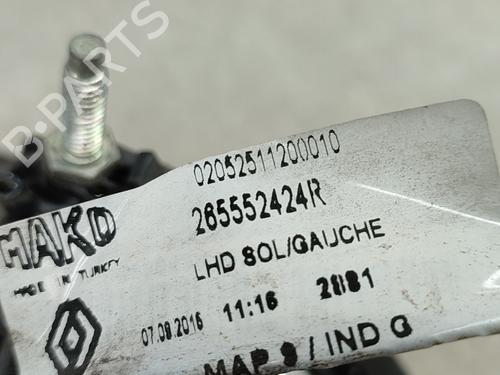 B-PARTS
02052511200010
265552424R
MAKO
MADE IN TURKEY
LHD SOL/GAUCHE
07.09.2016 11:16 2881
MAP 9 / IND G